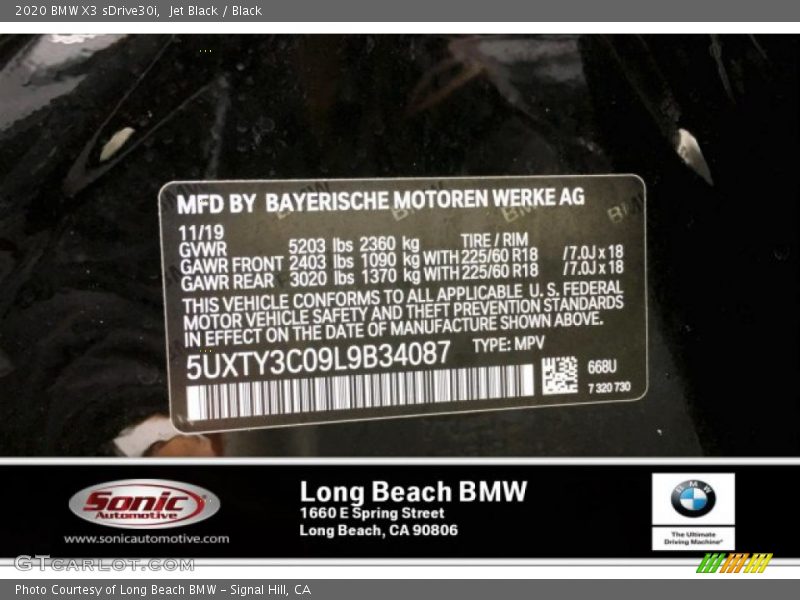 2020 BMW X3 sDrive30i, Jet Black / Black
MFD BY BAYERISCHE MOTOREN WERKE AG
11/19
GVWR 5203 lbs 2360 kg TIRE / RIM
GAWR FRONT 2403 lbs 1090 kg WITH 225/60 R18 /7.0J x 18
GAWR REAR 3020 lbs 1370 kg WITH 225/60 R18 /7.0J x 18
THIS VEHICLE CONFORMS TO ALL APPLICABLE U.S. FEDERAL
MOTOR VEHICLE SAFETY AND THEFT PREVENTION STANDARDS
IN EFFECT ON THE DATE OF MANUFACTURE SHOWN ABOVE.
5UXTY3C09L9B34087 TYPE: MPV
668U
7 320 730
Sonic
Automotive
www.sonicautomotive.com
Long Beach BMW
1660 E Spring Street
Long Beach, CA 90806
BMW
The Ultimate
Driving Machine®
GTCARLOT.COM
Photo Courtesy of Long Beach BMW - Signal Hill, CA